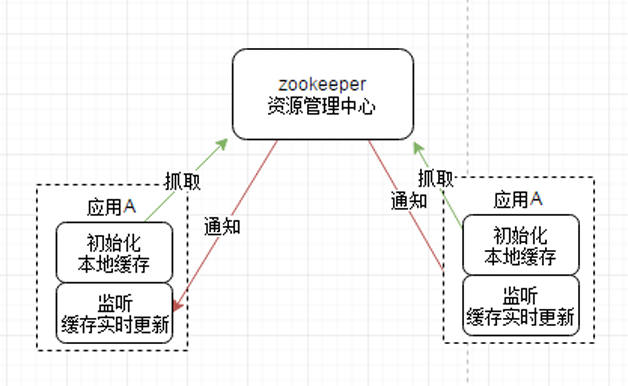 zookeeper
资源管理中心
抓取
通知
应用A
初始化
本地缓存
监听
缓存实时更新
抓取
通知
应用A
初始化
本地缓存
监听
缓存实时更新